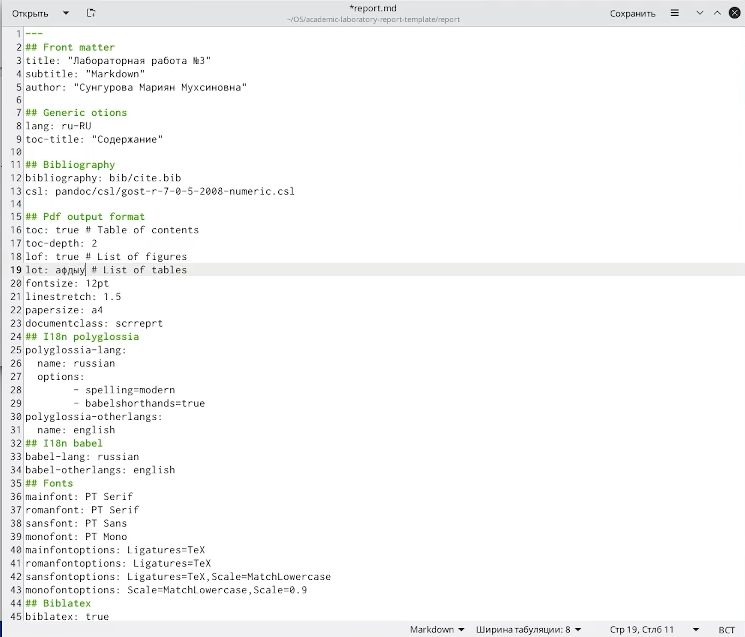 Открыть
*report.md
~/OS/academic-laboratory-report-template/report
Сохранить
1 ---
2 ## Front matter
3 title: "Лабораторная работа №3"
4 subtitle: "Markdown"
5 author: "Сунгурова Мариян Мухсиновна"
6
7 ## Generic otions
8 lang: ru-RU
9 toc-title: "Содержание"
10
11 ## Bibliography
12 bibliography: bib/cite.bib
13 csl: pandoc/csl/gost-r-7-0-5-2008-numeric.csl
14
15 ## Pdf output format
16 toc: true # Table of contents
17 toc-depth: 2
18 lof: true # List of figures
19 lot: афдыу # List of tables
20 fontsize: 12pt
21 linestretch: 1.5
22 papersize: a4
23 documentclass: scrreprt
24 ## I18n polyglossia
25 polyglossia-lang:
26   name: russian
27   options:
28         - spelling=modern
29         - babelshorthands=true
30 polyglossia-otherlangs:
31   name: english
32 ## I18n babel
33 babel-lang: russian
34 babel-otherlangs: english
35 ## Fonts
36 mainfont: PT Serif
37 romanfont: PT Serif
38 sansfont: PT Sans
39 monofont: PT Mono
40 mainfontoptions: Ligatures=TeX
41 romanfontoptions: Ligatures=TeX
42 sansfontoptions: Ligatures=TeX,Scale=MatchLowercase
43 monofontoptions: Scale=MatchLowercase,Scale=0.9
44 ## Biblatex
45 biblatex: true
Markdown Ширина табуляции: 8 Стр 19, Стлб 11 ВСТ